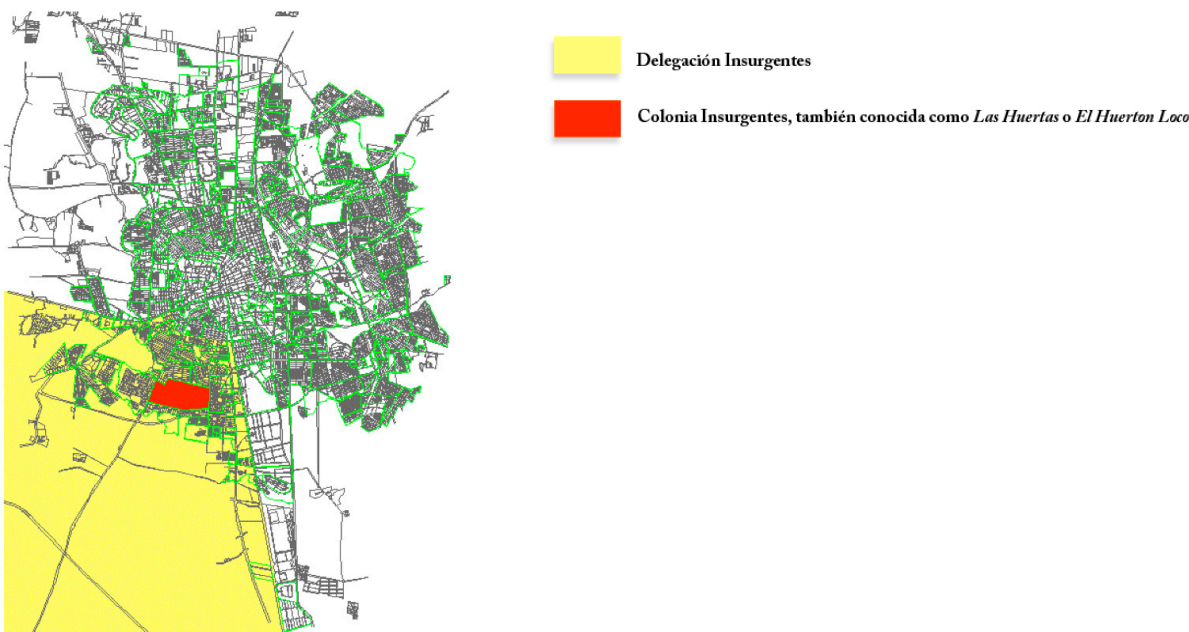 Delegación Insurgentes
Colonia Insurgentes, también conocida como Las Huertas o El Huerton Loco